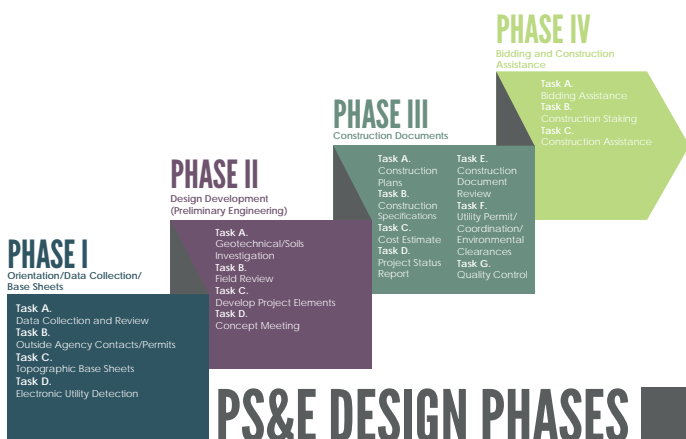 PHASE I
Orientation/Data Collection/
Base Sheets
Task A.
Data Collection and Review
Task B.
Outside Agency Contacts/Permits
Task C.
Topographic Base Sheets
Task D.
Electronic Utility Detection
PHASE II
Design Development
(Preliminary Engineering)
Task A.
Geotechnical/Soils
Investigation
Task B.
Field Review
Task C.
Develop Project Elements
Task D.
Concept Meeting
PHASE III
Construction Documents
Task A.
Construction
Plans
Task B.
Construction
Specifications
Task C.
Cost Estimate
Task D.
Project Status
Report
Task E.
Construction
Document
Review
Task F.
Utility Permit/
Coordination/
Environmental
Clearances
Task G.
Quality Control
PHASE IV
Bidding and Construction
Assistance
Task A.
Bidding Assistance
Task B.
Construction Staking
Task C.
Construction Assistance
PS&E DESIGN PHASES